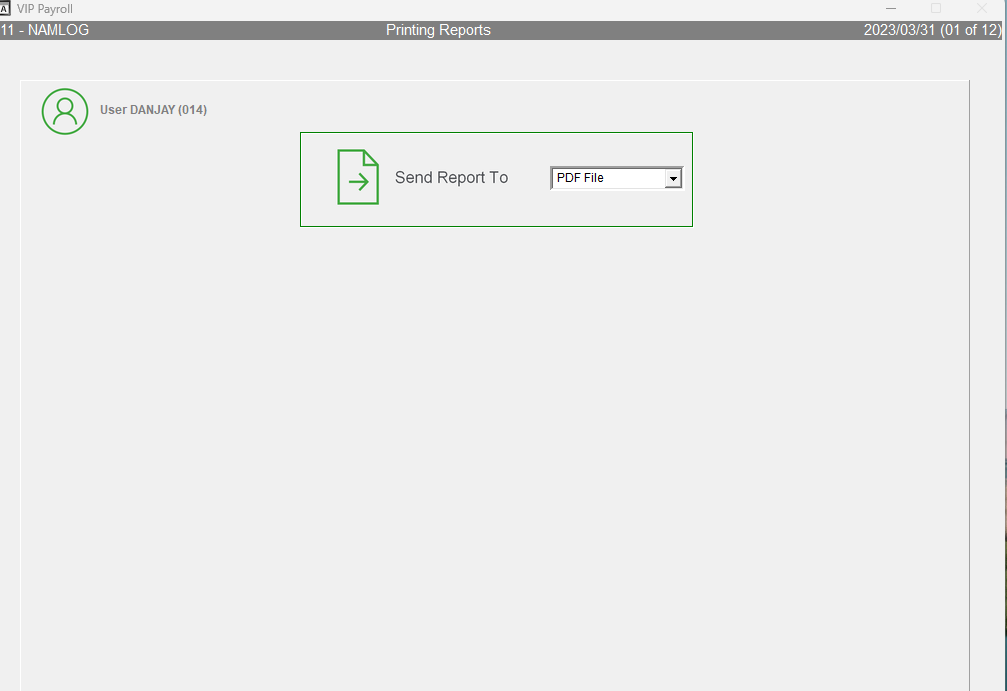 VIP Payroll
11 - NAMLOG Printing Reports 2023/03/31 (01 of 12)
User DANJAY (014)
Send Report To PDF File